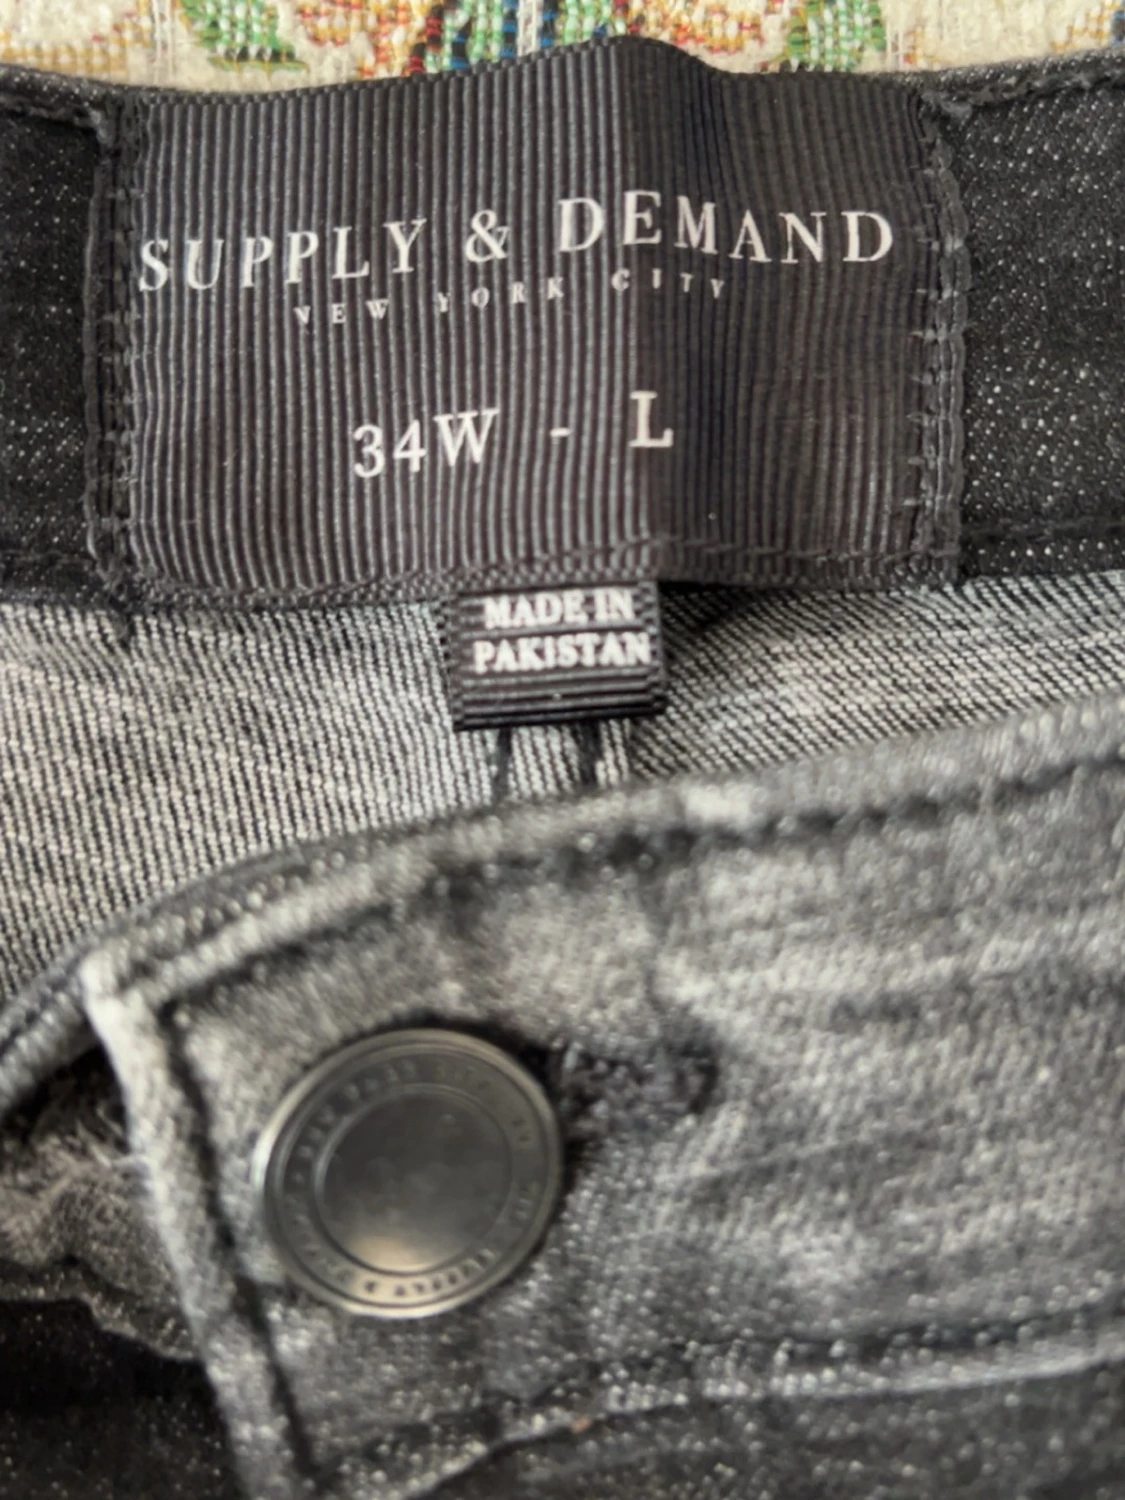 SUPPLY & DEMAND
NEW YORK CITY
34W - L
MADE IN
PAKISTAN